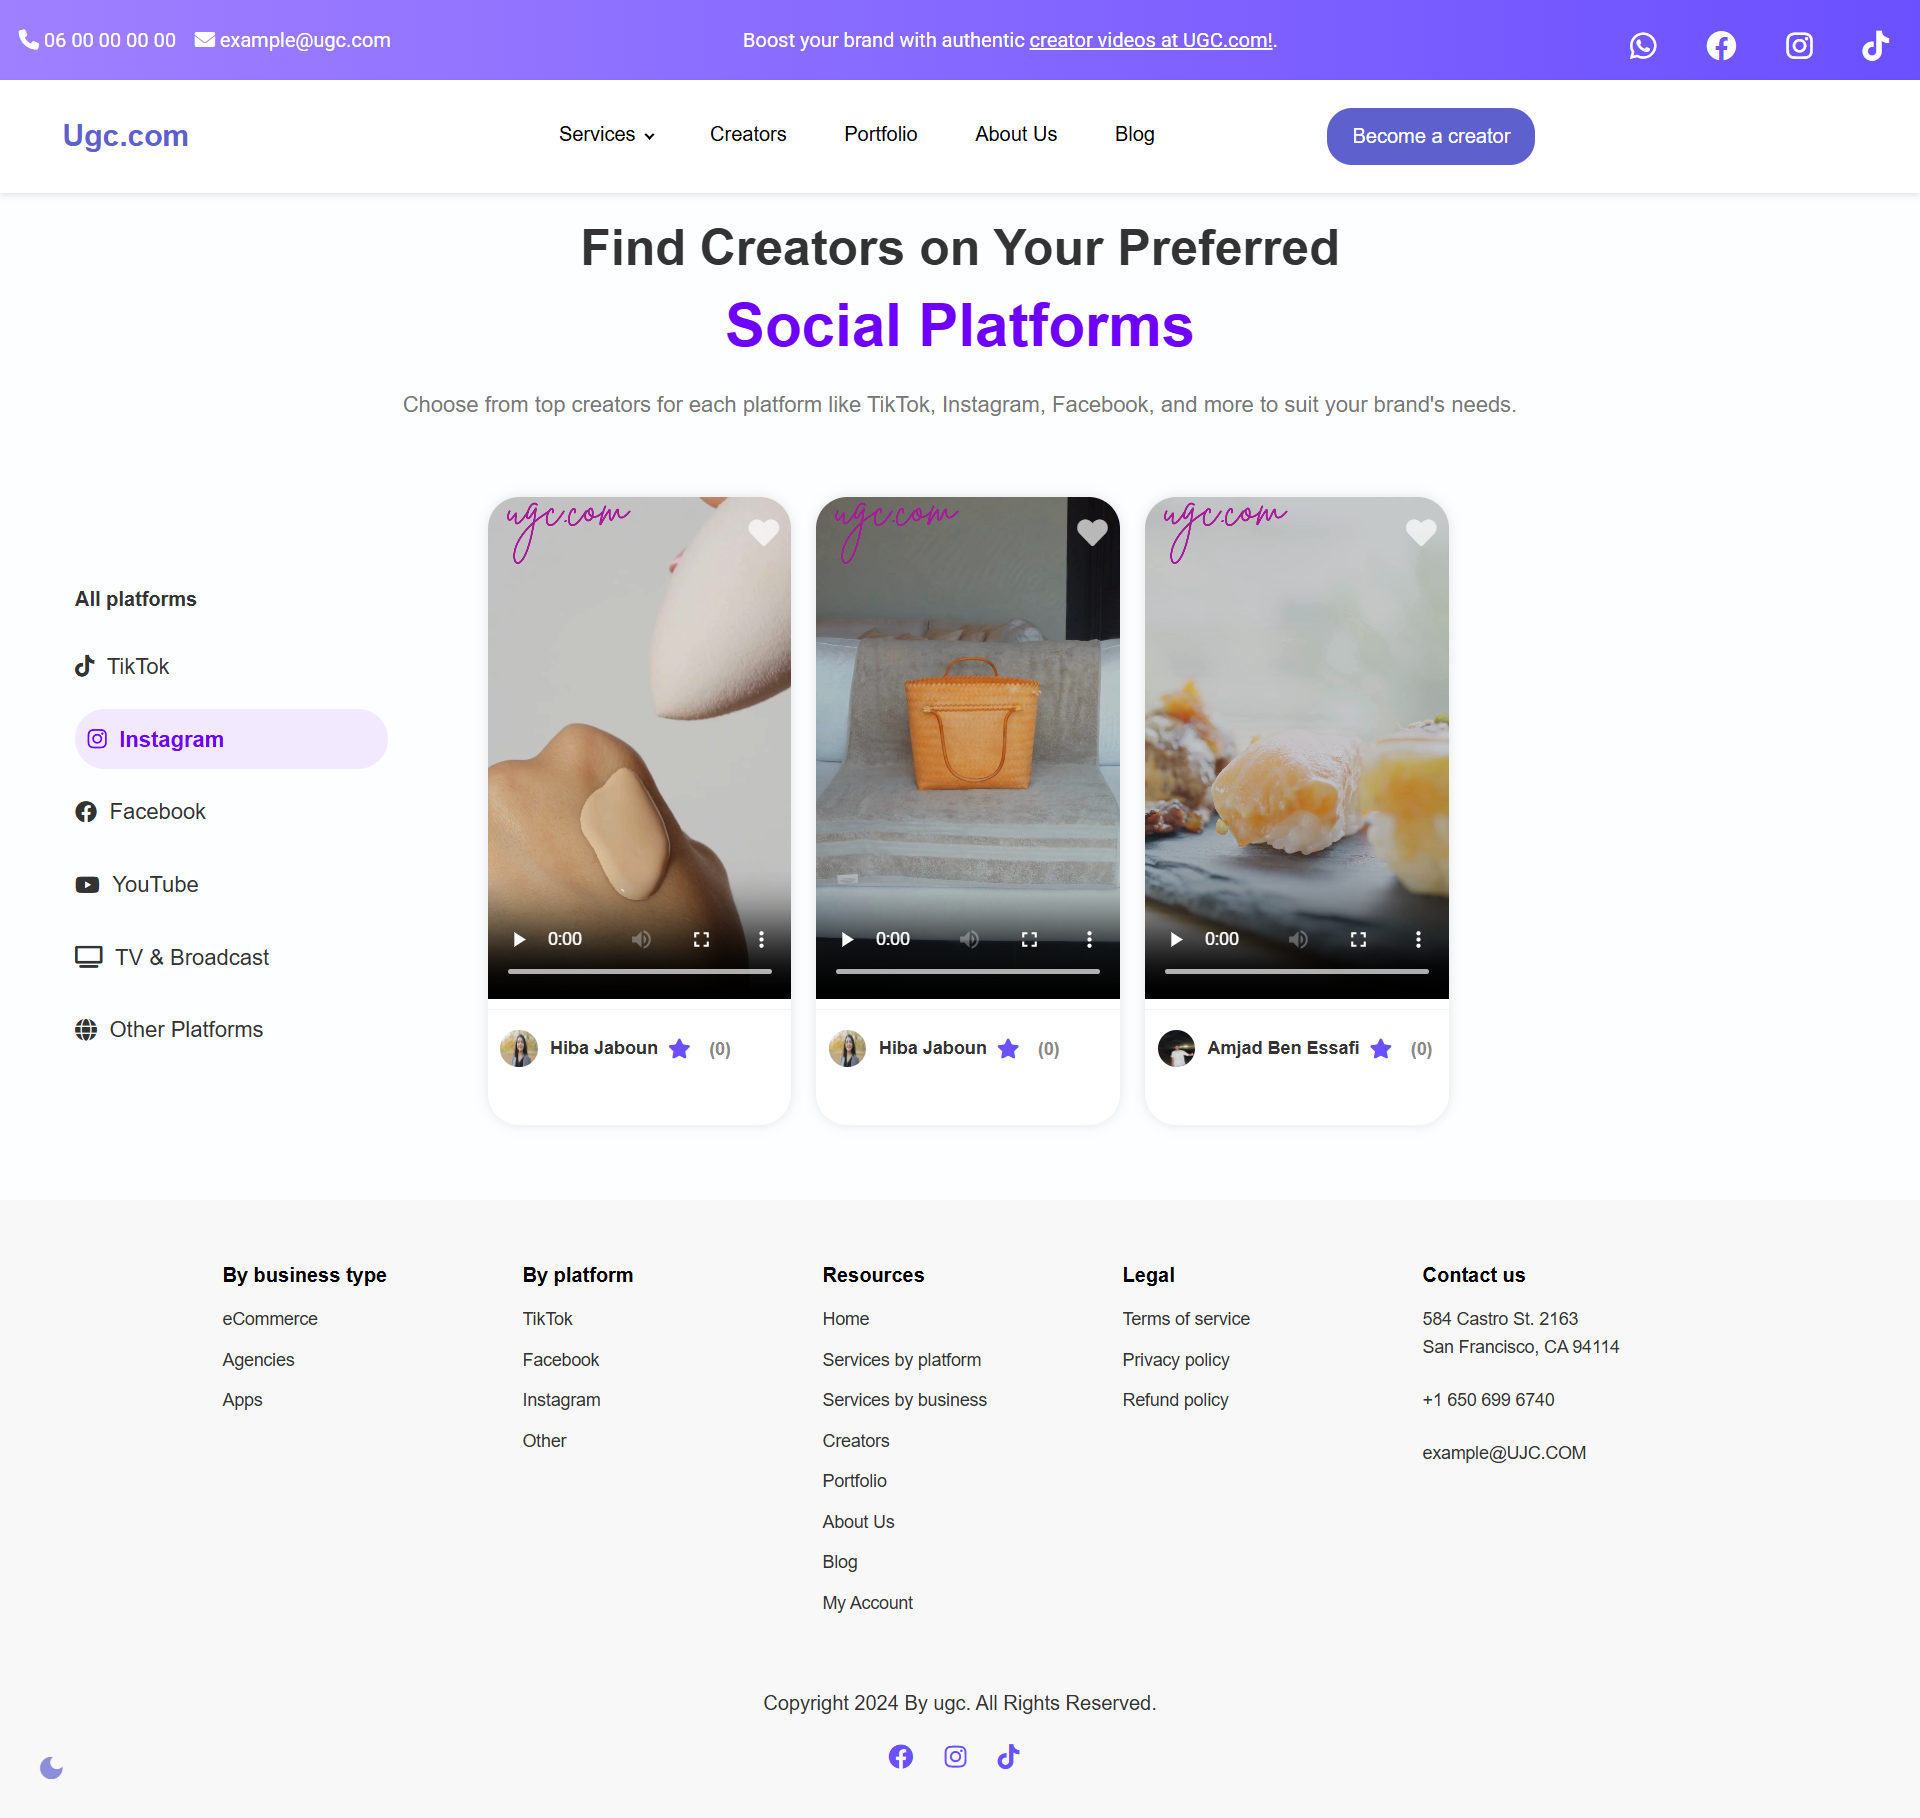 06 00 00 00 00 example@ugc.com
Boost your brand with authentic creator videos at UGC.com!.
Ugc.com
Services
Creators
Portfolio
About Us
Blog
Become a creator
Find Creators on Your Preferred
Social Platforms
Choose from top creators for each platform like TikTok, Instagram, Facebook, and more to suit your brand's needs.
All platforms
TikTok
Instagram
Facebook
YouTube
TV & Broadcast
Other Platforms
ugc.com
0:00
Hiba Jaboun (0)
ugc.com
0:00
Hiba Jaboun (0)
ugc.com
0:00
Amjad Ben Essafi (0)
By business type
eCommerce
Agencies
Apps
By platform
TikTok
Facebook
Instagram
Other
Resources
Home
Services by platform
Services by business
Creators
Portfolio
About Us
Blog
My Account
Legal
Terms of service
Privacy policy
Refund policy
Contact us
584 Castro St. 2163
San Francisco, CA 94114
+1 650 699 6740
example@UJC.COM
Copyright 2024 By ugc. All Rights Reserved.